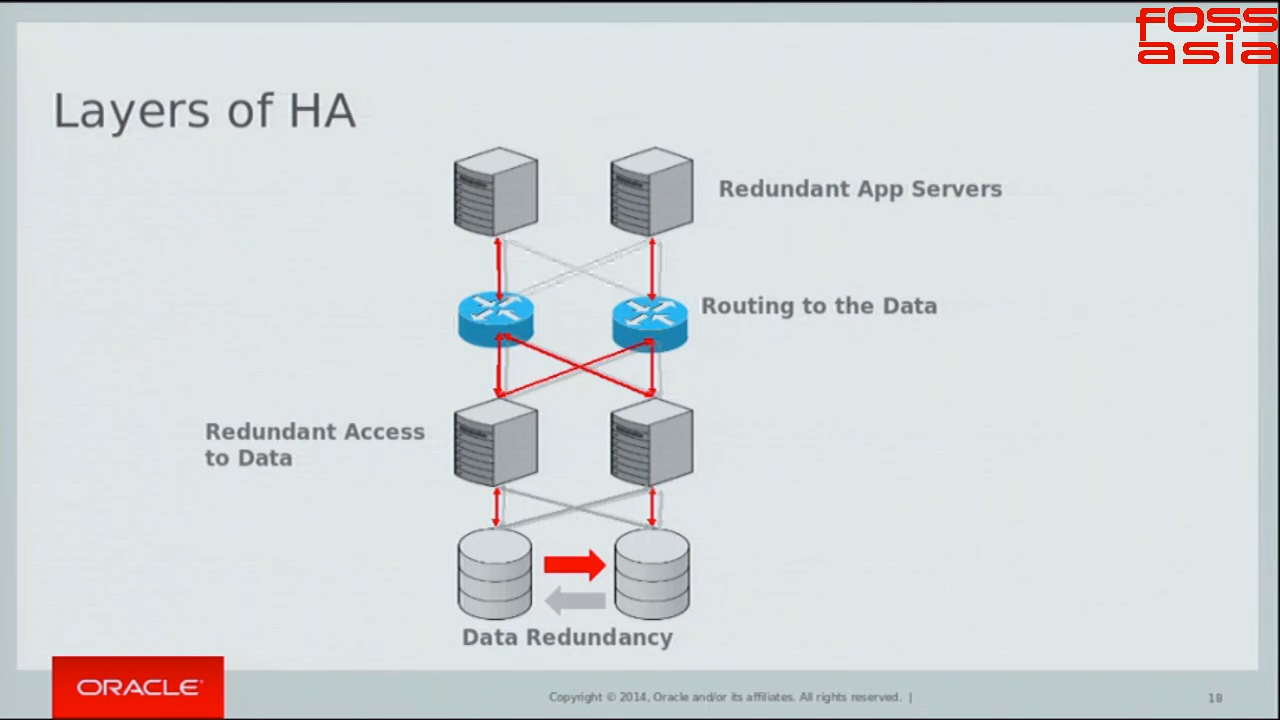 FOSS
asia
Layers of HA
Redundant App Servers
Routing to the Data
Redundant Access
to Data
Data Redundancy
ORACLE
Copyright © 2014, Oracle and/or its affiliates. All rights reserved. |
18